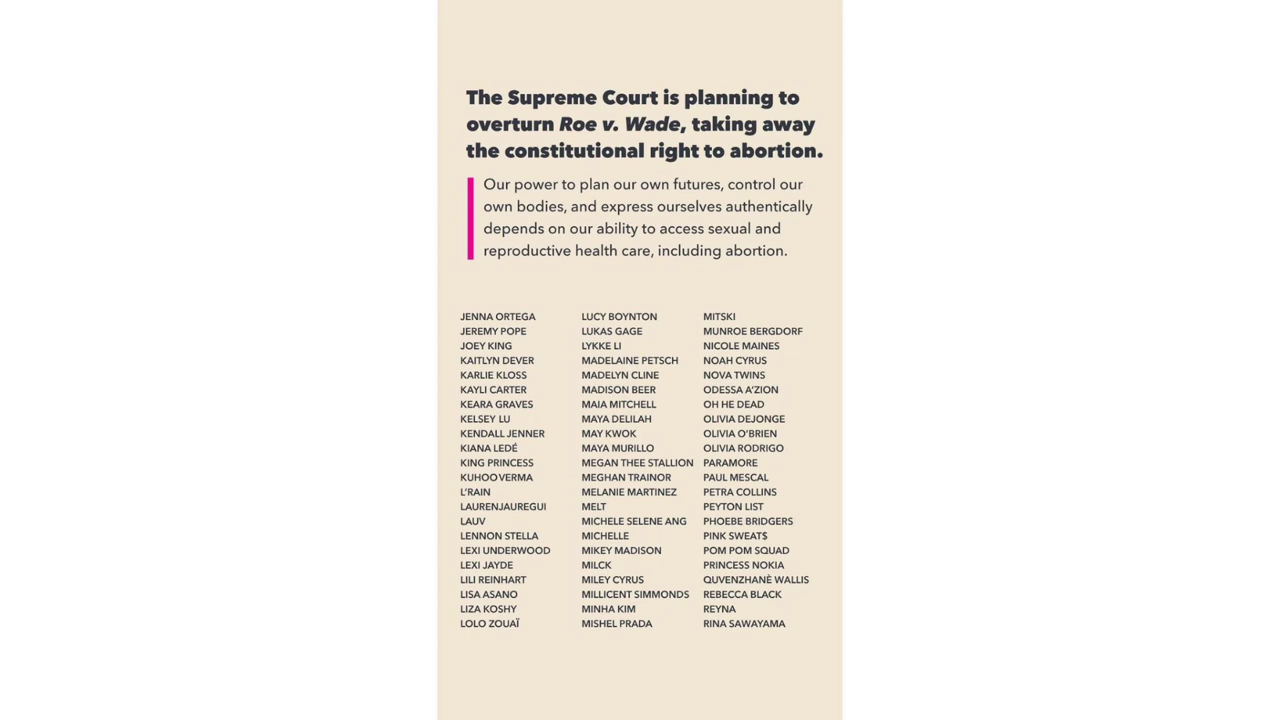 The Supreme Court is planning to
overturn Roe v. Wade, taking away
the constitutional right to abortion.
Our power to plan our own futures, control our
own bodies, and express ourselves authentically
depends on our ability to access sexual and
reproductive health care, including abortion.
JENNA ORTEGA
JEREMY POPE
JOEY KING
KAITLYN DEVER
KARLIE KLOSS
KAYLI CARTER
KEARA GRAVES
KELSEY LU
KENDALL JENNER
KIANA LEDÉ
KING PRINCESS
KUHOOVERMA
L'RAIN
LAURENJAUREGUI
LAUV
LENNON STELLA
LEXI UNDERWOOD
LEXI JAYDE
LILI REINHART
LISA ASANO
LIZA KOSHY
LOLO ZOUAÏ
LUCY BOYNTON
LUKAS GAGE
LYKKE LI
MADELAINE PETSCH
MADELYN CLINE
MADISON BEER
MAIA MITCHELL
MAYA DELILAH
MAY KWOK
MAYA MURILLO
MEGAN THEE STALLION
MEGHAN TRAINOR
MELANIE MARTINEZ
MELT
MICHELE SELENE ANG
MICHELLE
MIKEY MADISON
MILCK
MILEY CYRUS
MILLICENT SIMMONDS
MINHA KIM
MISHEL PRADA
MITSKI
MUNROE BERGDORF
NICOLE MAINES
NOAH CYRUS
NOVA TWINS
ODESSA A'ZION
OH HE DEAD
OLIVIA DEJONGE
OLIVIA O'BRIEN
OLIVIA RODRIGO
PARAMORE
PAUL MESCAL
PETRA COLLINS
PEYTON LIST
PHOEBE BRIDGERS
PINK SWEAT$
POM POM SQUAD
PRINCESS NOKIA
QUVENZHANÈ WALLIS
REBECCA BLACK
REYNA
RINA SAWAYAMA